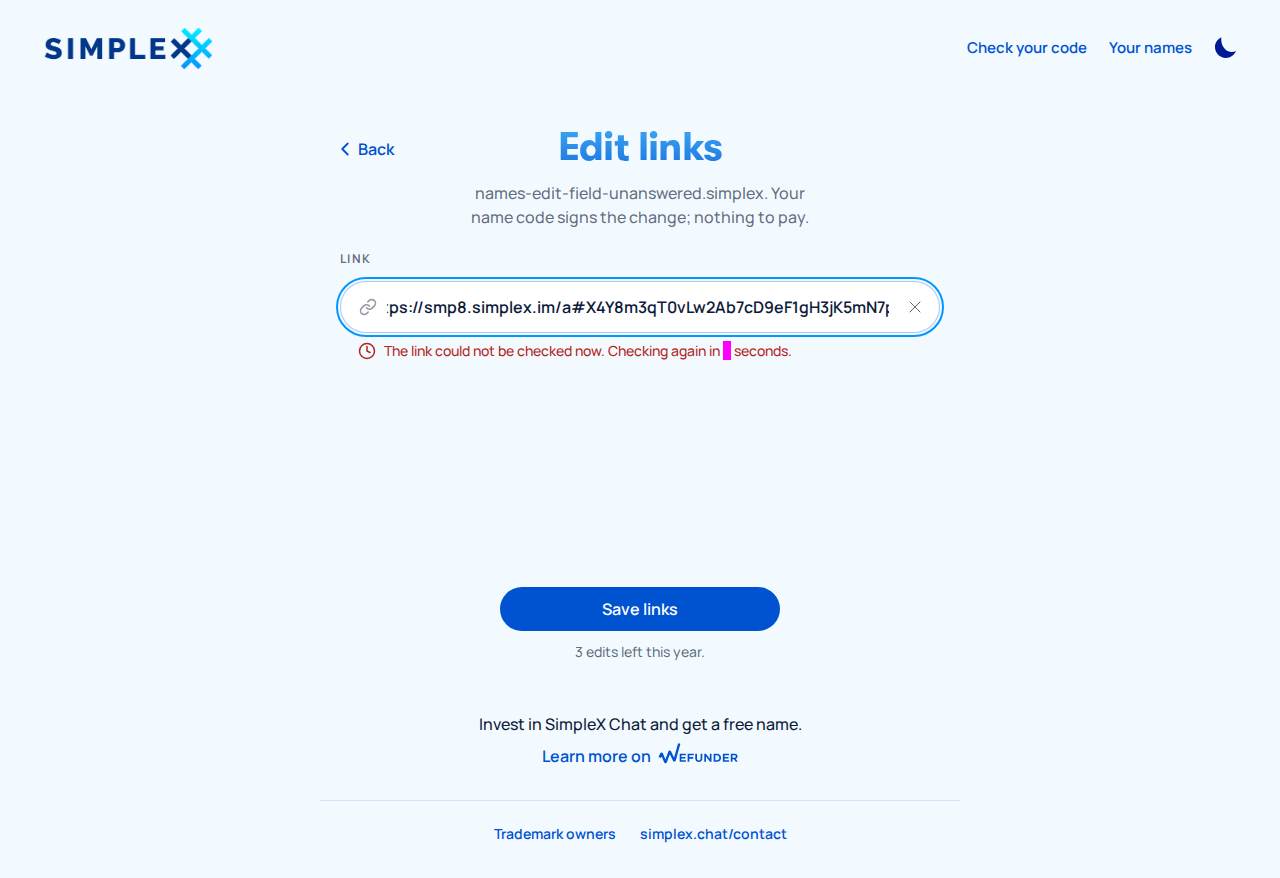 SIMPLEX
Check your code
Your names
Back
Edit links
names-edit-field-unanswered.simplex. Your
name code signs the change; nothing to pay.
LINK
ps://smp8.simplex.im/a#X4Y8m3qT0vLw2Ab7cD9eF1gH3jK5mN7p
The link could not be checked now. Checking again in seconds.
Save links
3 edits left this year.
Invest in SimpleX Chat and get a free name.
Learn more on WEFUNDER
Trademark owners
simplex.chat/contact